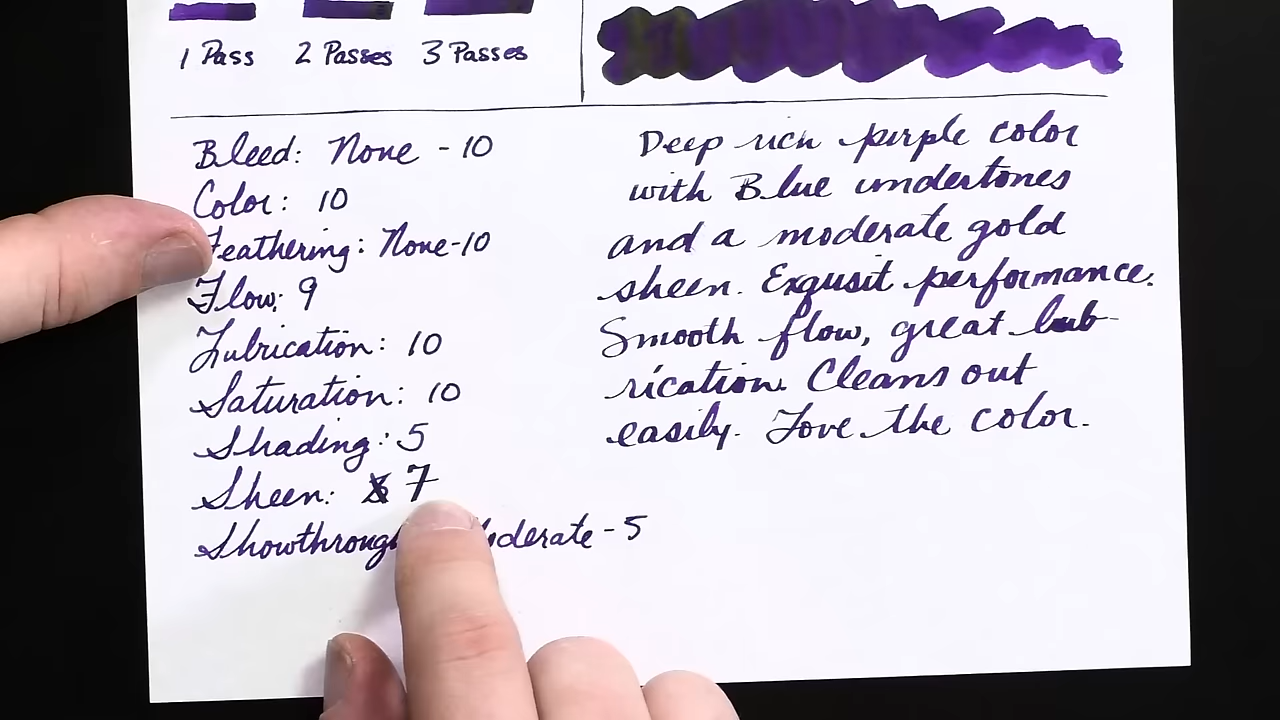 1 Pass 2 Passes 3 Passes
Bleed: None - 10
Color: 10
Feathering: None-10
Flow: 9
Lubrication: 10
Saturation: 10
Shading: 5
Sheen: 7
Showthrough Moderate - 5
Deep rich purple color
with Blue undertones
and a moderate gold
sheen. Exqusit performance.
Smooth flow, great lub-
rication. Cleans out
easily. Love the color.